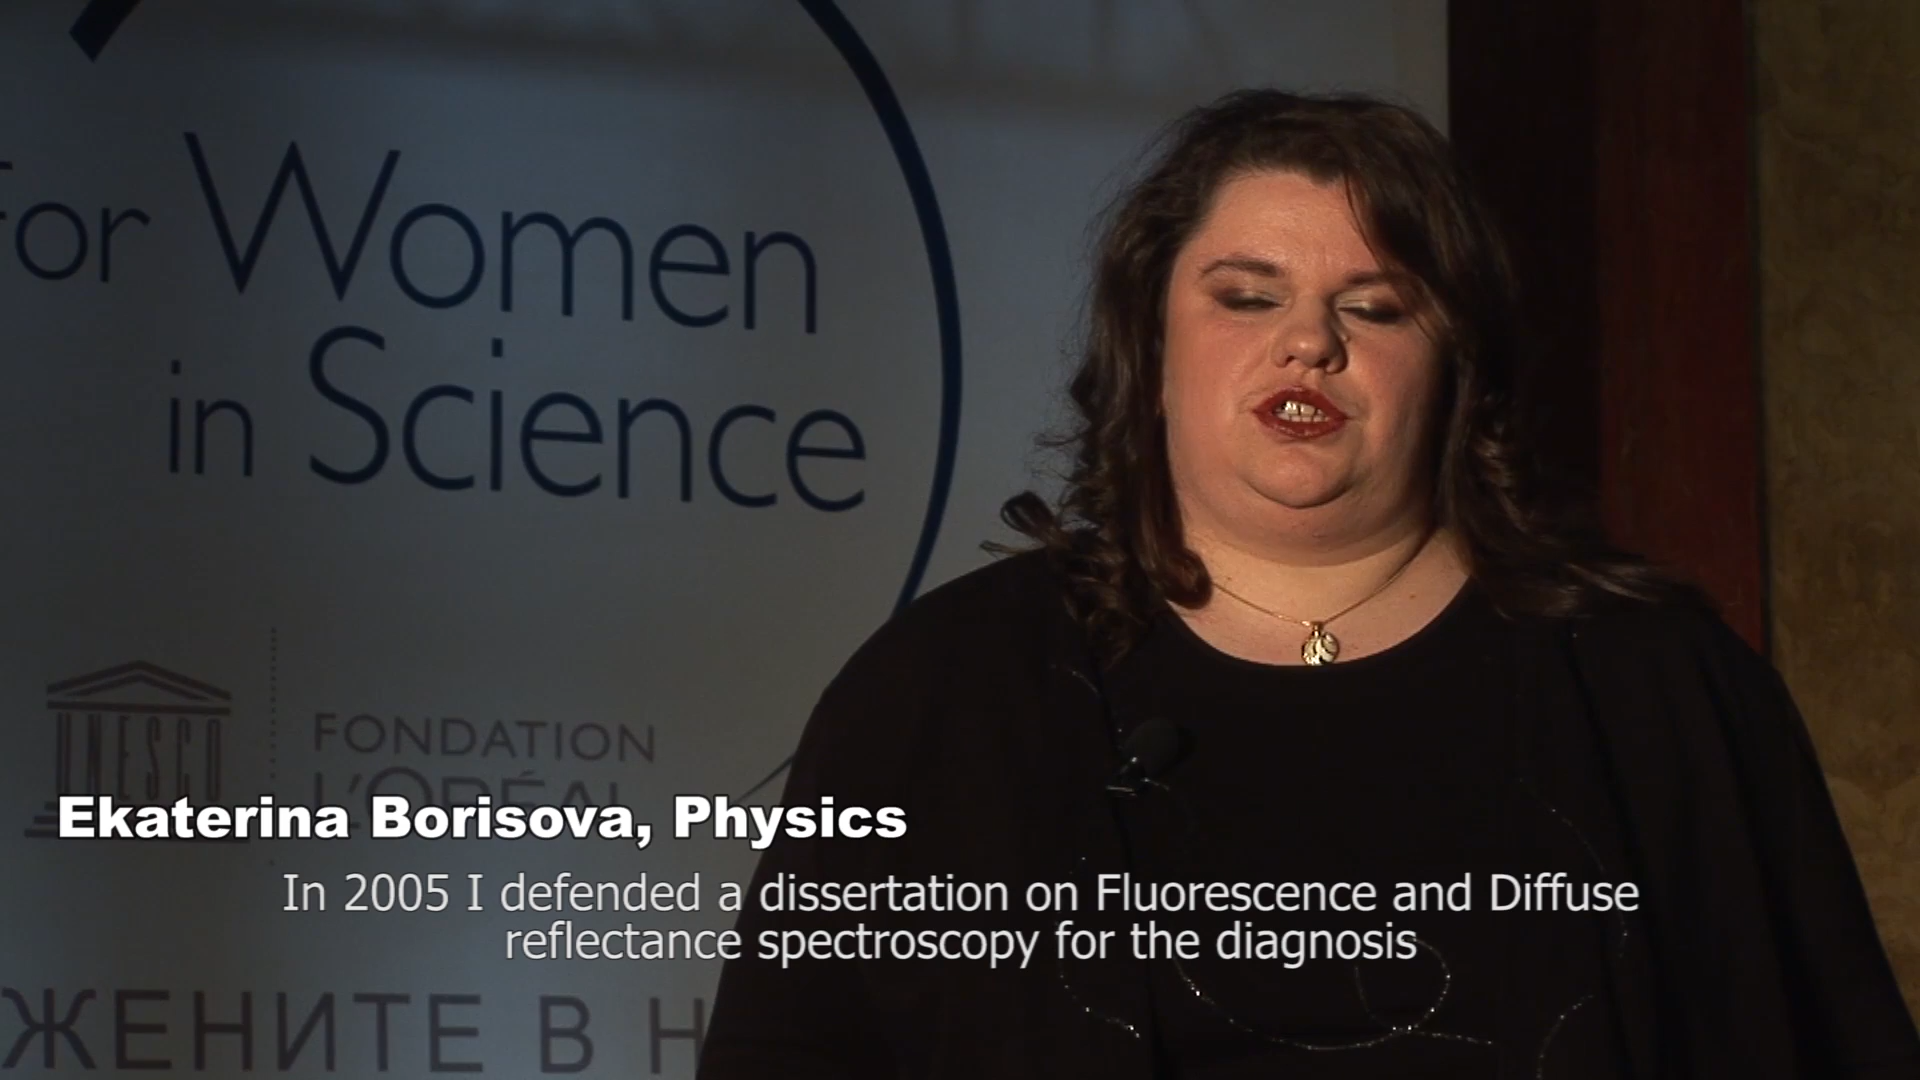 for Women
in Science
UNESCO
FONDATION
L'ORÉAL
Ekaterina Borisova, Physics
In 2005 I defended a dissertation on Fluorescence and Diffuse
reflectance spectroscopy for the diagnosis
ЖЕНИТЕ В Н